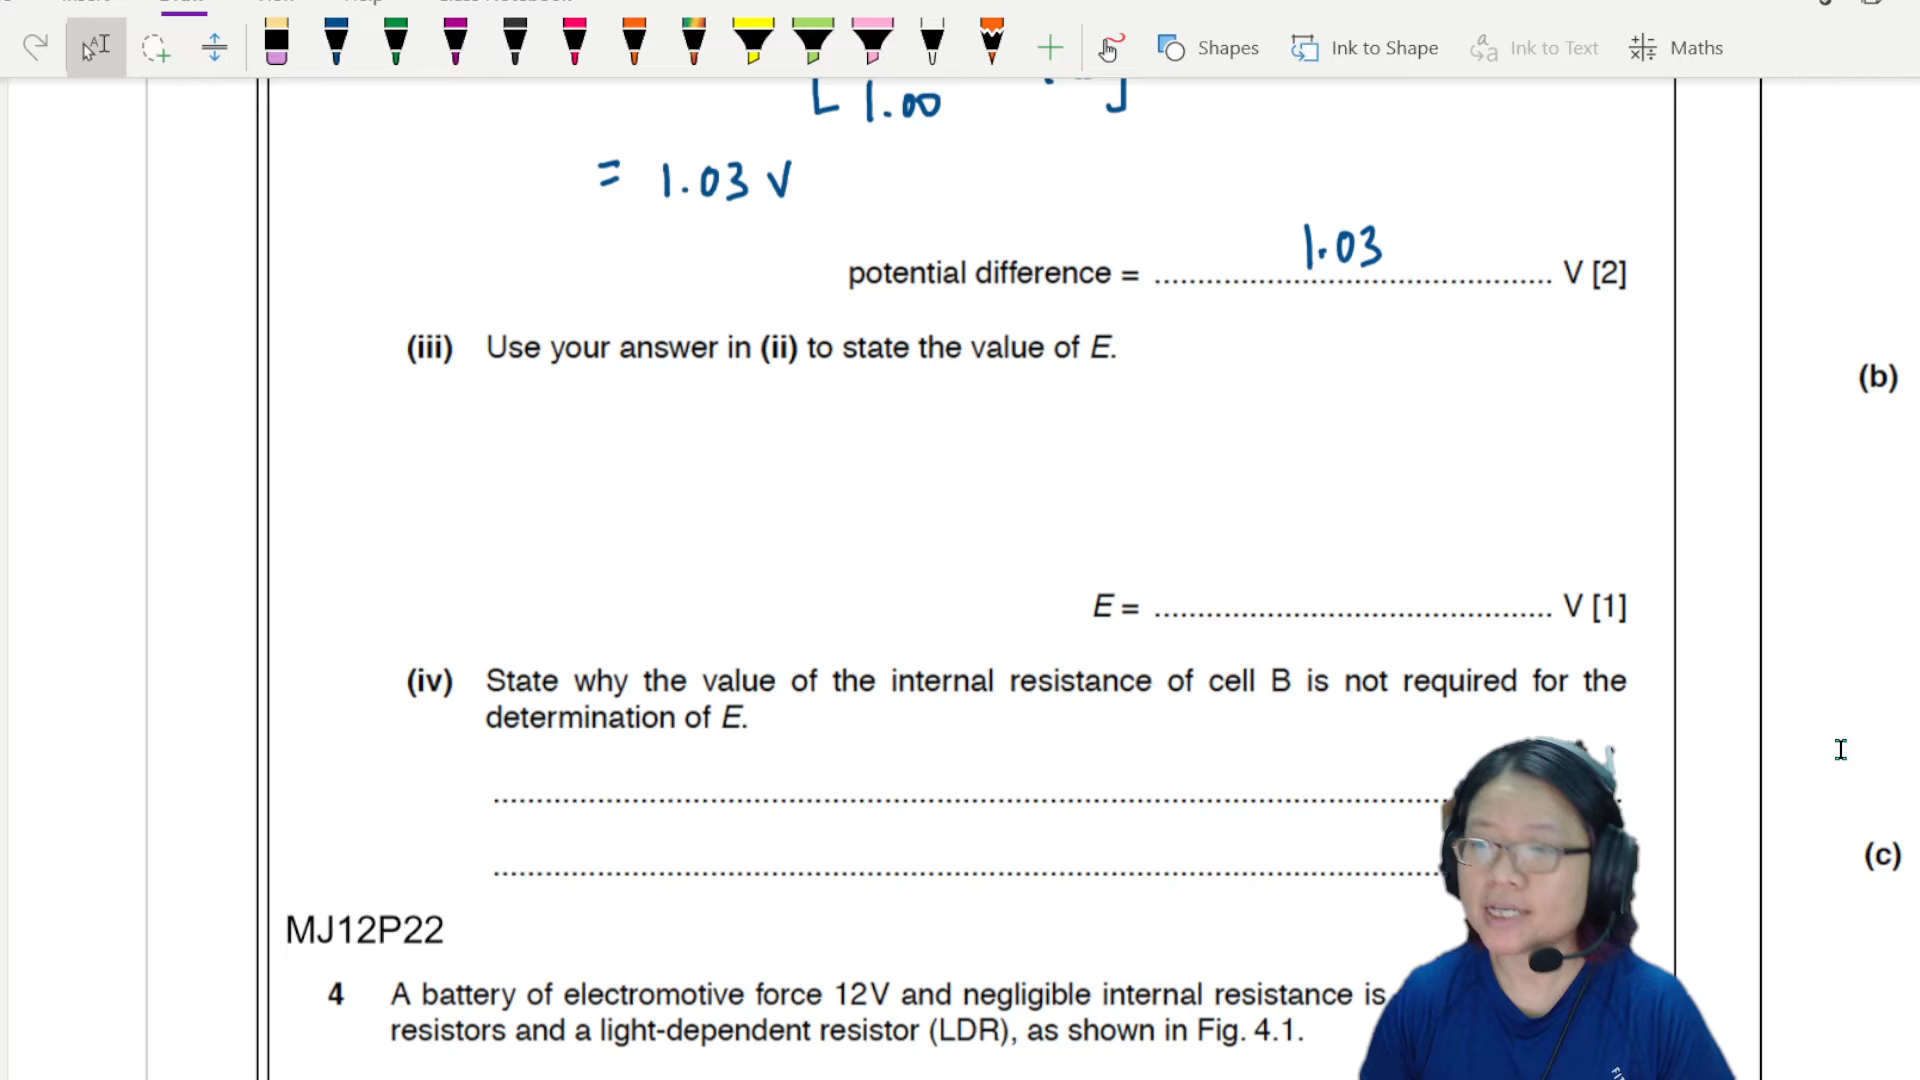 Shapes
Ink to Shape
Ink to Text
Maths
1.00
= 1.03 V
1.03
potential difference = .............................................. V [2]
(iii) Use your answer in (ii) to state the value of E.
(b)
E = .............................................. V [1]
(iv) State why the value of the internal resistance of cell B is not required for the
determination of E.
(c)
MJ12P22
4 A battery of electromotive force 12V and negligible internal resistance is
resistors and a light-dependent resistor (LDR), as shown in Fig. 4.1.